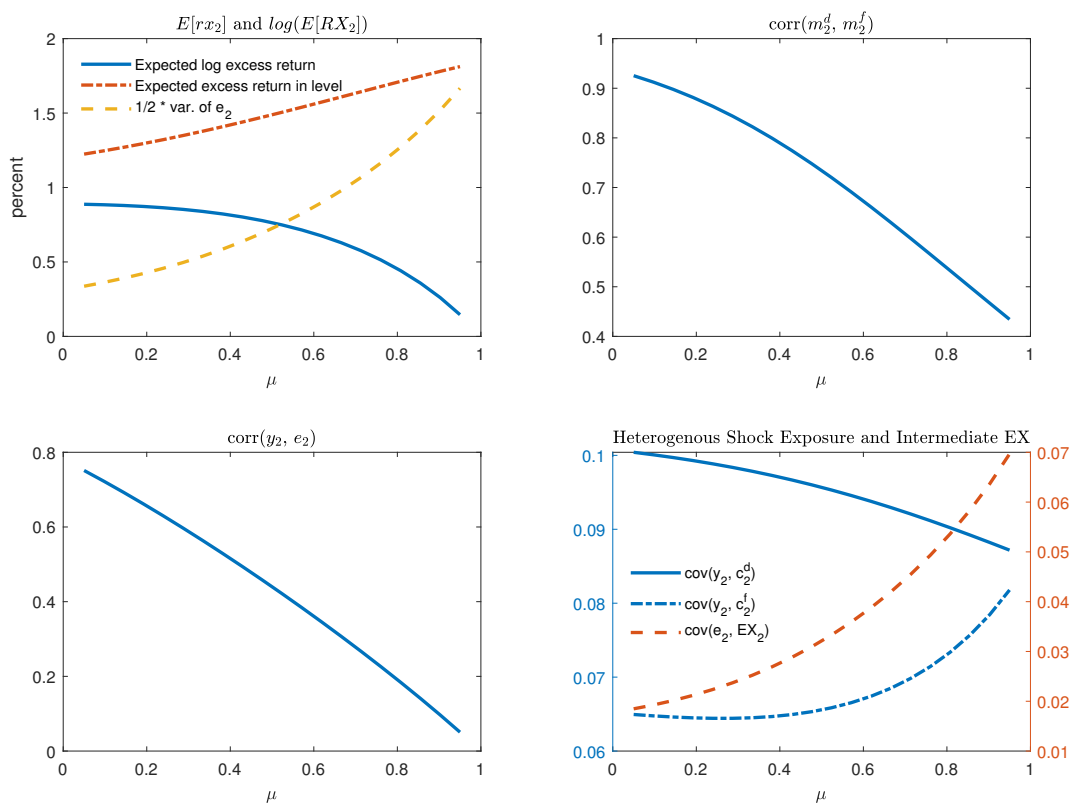 E[rx₂] and log(E[RX₂])
2
1.5
1
0.5
0
percent
Expected log excess return
Expected excess return in level
1/2 * var. of e₂
0 0.2 0.4 0.6 0.8 1
μ
corr(m₂ᵈ, m₂ᶠ)
1
0.9
0.8
0.7
0.6
0.5
0.4
0 0.2 0.4 0.6 0.8 1
μ
corr(y₂, e₂)
0.8
0.6
0.4
0.2
0
0 0.2 0.4 0.6 0.8 1
μ
Heterogenous Shock Exposure and Intermediate EX
0.1
0.09
0.08
0.07
0.06
cov(y₂, c₂ᵈ)
cov(y₂, c₂ᶠ)
cov(e₂, EX₂)
0.07
0.06
0.05
0.04
0.03
0.02
0.01
0 0.2 0.4 0.6 0.8 1
μ